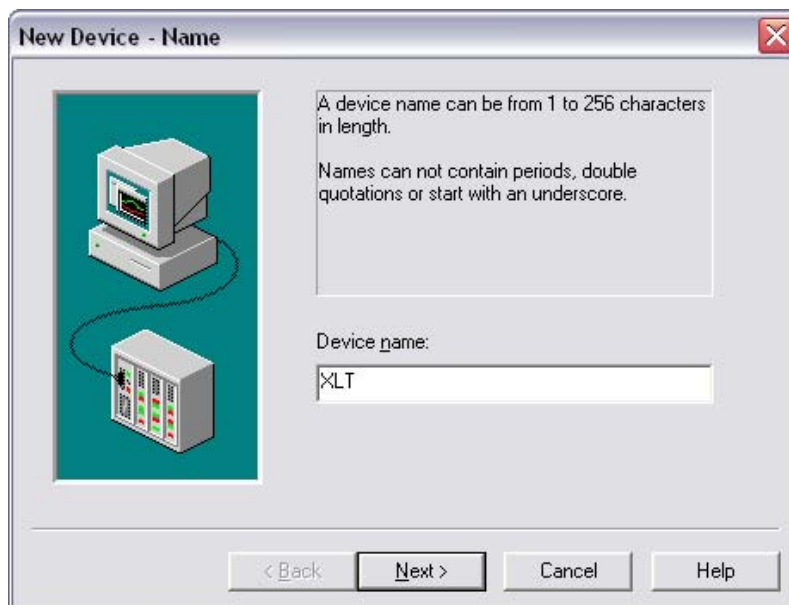 New Device - Name
A device name can be from 1 to 256 characters
in length.
Names can not contain periods, double
quotations or start with an underscore.
Device name:
XLT
< Back
Next >
Cancel
Help